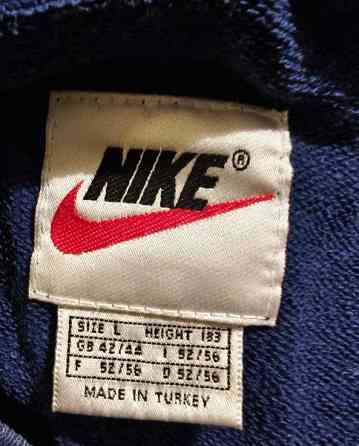 NIKE®
SIZE L HEIGHT 183
GB 42/44 I 52/56
F 52/56 D 52/56
MADE IN TURKEY